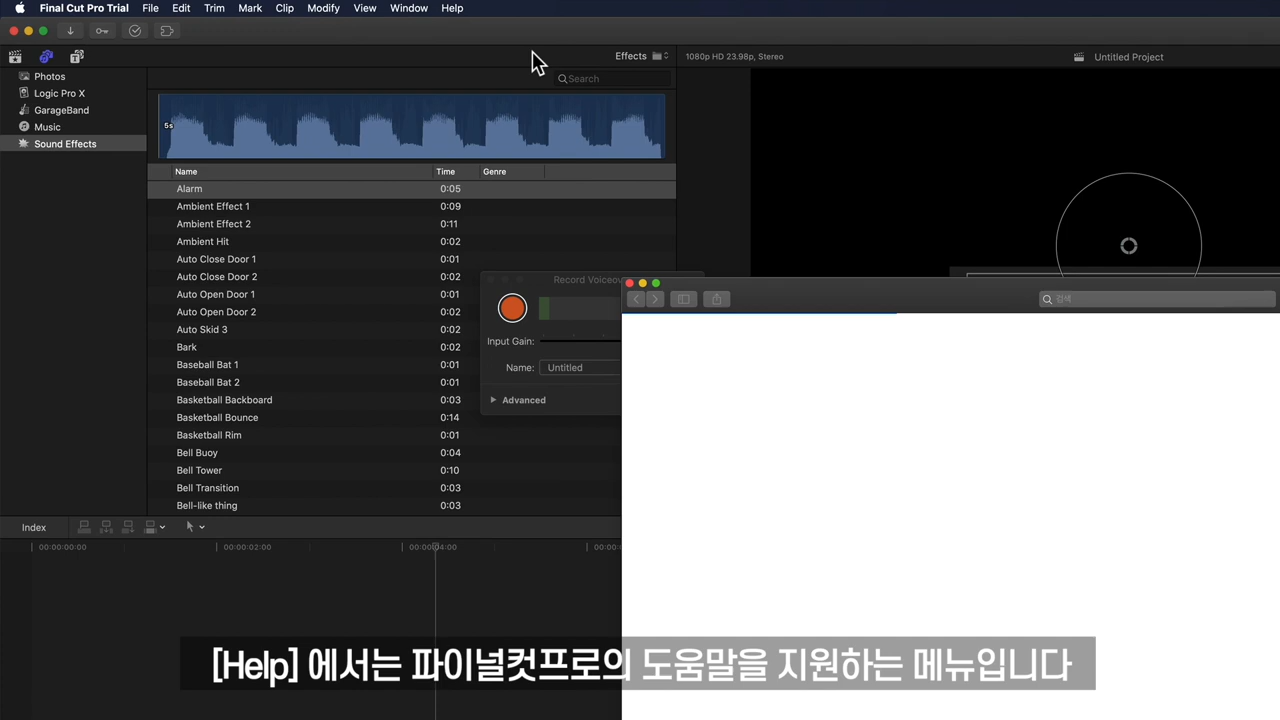 Final Cut Pro Trial File Edit Trim Mark Clip Modify View Window Help
Effects
1080p HD 23.98p, Stereo
Untitled Project
Photos
Logic Pro X
GarageBand
Music
Sound Effects
Search
5s
Name Time Genre
Alarm 0:05
Ambient Effect 1 0:09
Ambient Effect 2 0:11
Ambient Hit 0:02
Auto Close Door 1 0:01
Auto Close Door 2 0:02
Auto Open Door 1 0:01
Auto Open Door 2 0:01
Auto Skid 3 0:02
Bark 0:02
Baseball Bat 1 0:01
Baseball Bat 2 0:01
Basketball Backboard 0:03
Basketball Bounce 0:14
Basketball Rim 0:01
Bell Buoy 0:04
Bell Tower 0:10
Bell Transition 0:03
Bell-like thing 0:03
Record
Input Gain:
Name: Untitled
Advanced
검색
Index
00:00:00:00 00:00:02:00 00:00:04:00
[Help] 에서는 파이널컷프로의 도움말을 지원하는 메뉴입니다